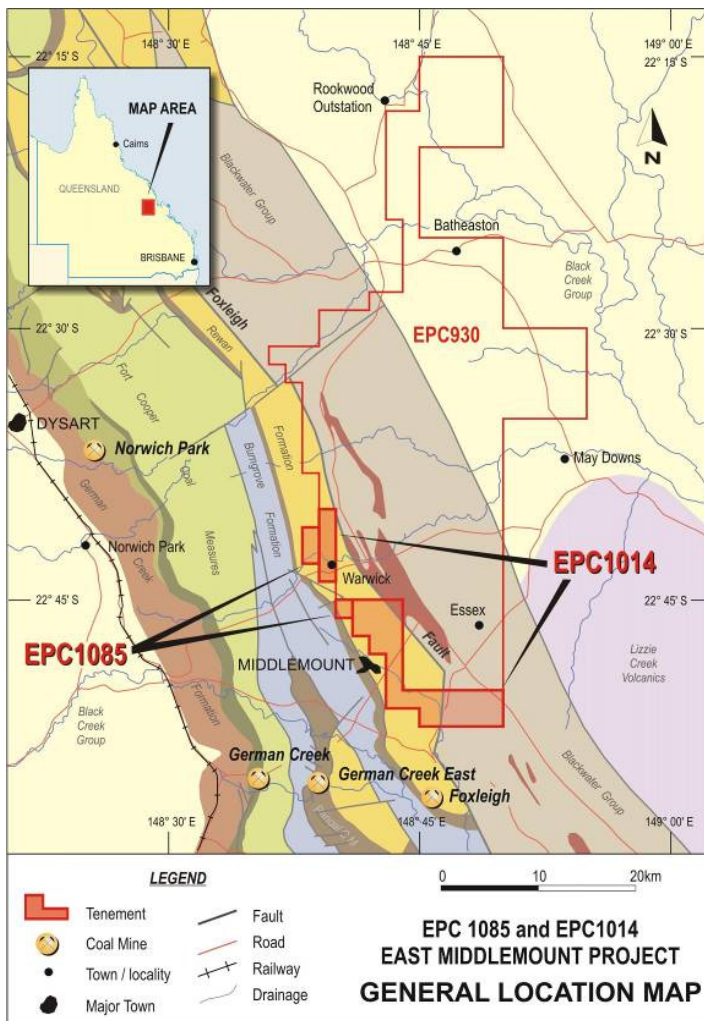 148° 30' E
148° 45' E
149° 00' E
22° 15' S
22° 15' S
MAP AREA
Cairns
QUEENSLAND
BRISBANE
Rookwood
Outstation
N
Blackwater Group
Batheaston
Black
Creek
Group
Foxleigh
Rewan
22° 30' S
EPC930
22° 30' S
Fort
Cooper
DYSART
Norwich Park
Coal
Burngrove
Formation
May Downs
German
Measures
Formation
Norwich Park
Creek
EPC1014
Warwick
22° 45' S
Essex
22° 45' S
EPC1085
Fault
MIDDLEMOUNT
Lizzie
Creek
Volcanics
Formation
Black
Creek
Group
German Creek
German Creek East
Foxleigh
Blackwater Group
148° 30' E
148° 45' E
149° 00' E
LEGEND
Tenement
Coal Mine
Town / locality
Major Town
Fault
Road
Railway
Drainage
0 10 20km
EPC 1085 and EPC1014
EAST MIDDLEMOUNT PROJECT
GENERAL LOCATION MAP